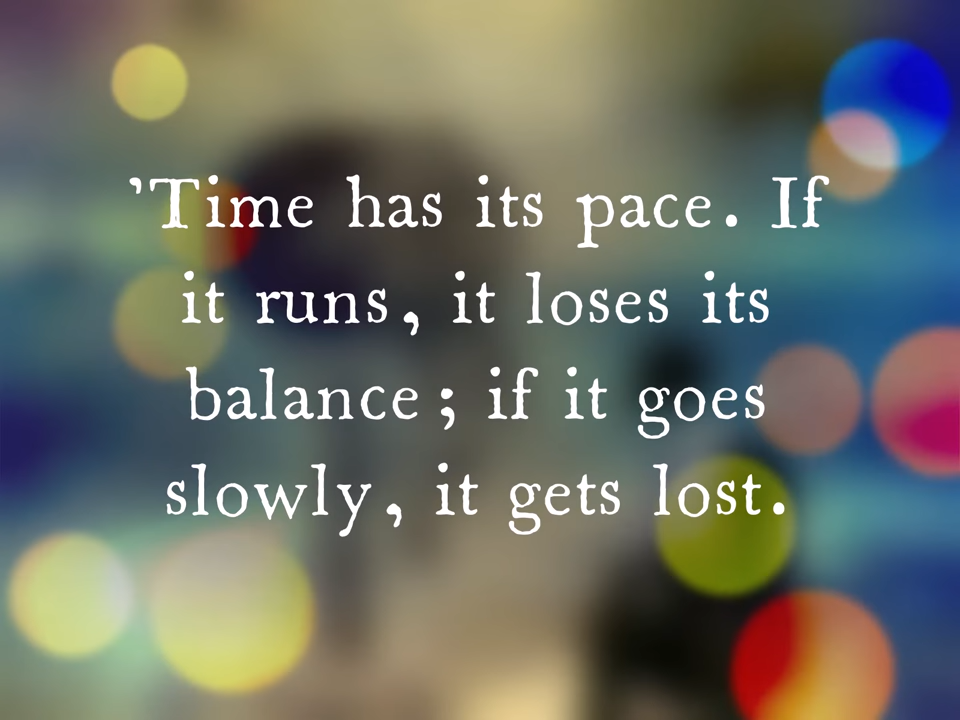 'Time has its pace. If
it runs, it loses its
balance; if it goes
slowly, it gets lost.